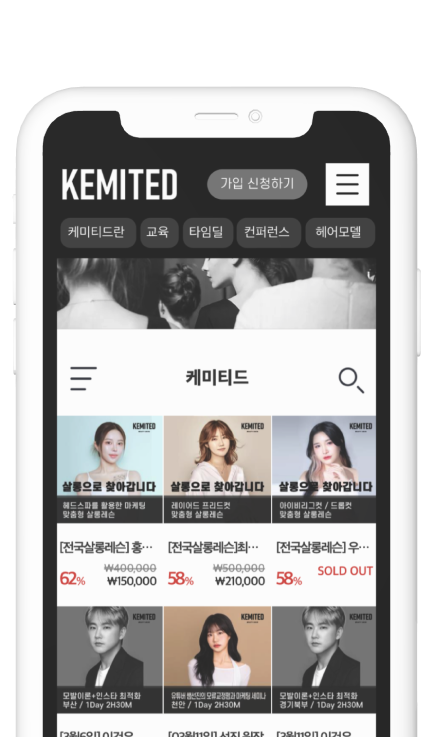 KEMITED
가입 신청하기
케미티드란 교육 타임딜 컨퍼런스 헤어모델
케미티드
KEMITED KEMITED KEMITED
살롱으로 찾아갑니다 살롱으로 찾아갑니다 살롱으로 찾아갑니다
헤드스파를 활용한 마케팅 레이어드 프리드컷 아이비리그컷 / 드롭컷
맞춤형 살롱레슨 맞춤형 살롱레슨 맞춤형 살롱레슨
[전국살롱레슨] 홍… [전국살롱레슨]최… [전국살롱레슨] 우…
₩400,000 ₩500,000 SOLD OUT
62% ₩150,000 58% ₩210,000 58%
KEMITED KEMITED KEMITED
모발이론+인스타 최적화 모발이론+인스타 최적화
부산 / 1Day 2H30M 천안 / 1Day 2H30M 경기북부 / 1Day 2H30M